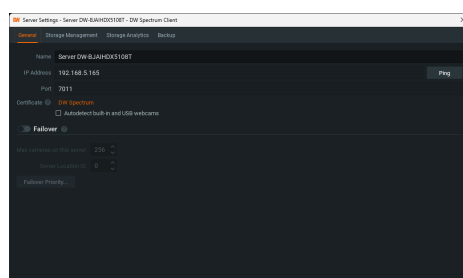 Server Settings - Server DW-BJAIHDX5108T - DW Spectrum Client
General Storage Management Storage Analytics Backup
Name Server DW-BJAIHDX5108T
IP Address 192.168.5.165 Ping
Port 7011
Certificate DW Spectrum
Autodetect built-in and USB webcams
Failover
Max cameras on this server: 256
Server Location ID: 0
Failover Priority...